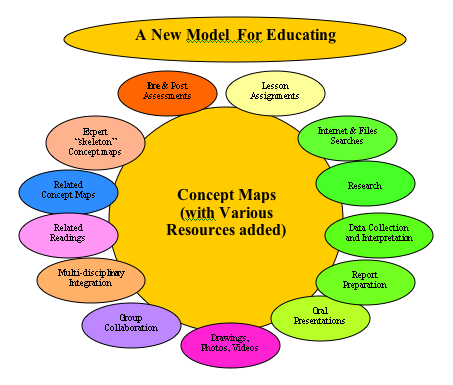 A New Model For Educating
Pre & Post
Assessments
Lesson
Assignments
Expert
“skeleton”
Concept maps
Internet & Files
Searches
Related
Concept Maps
Research
Concept Maps
(with Various
Resources added)
Related
Readings
Data Collection
and Interpretation
Multi-disciplinary
Integration
Report
Preparation
Group
Collaboration
Oral
Presentations
Drawings,
Photos, Videos